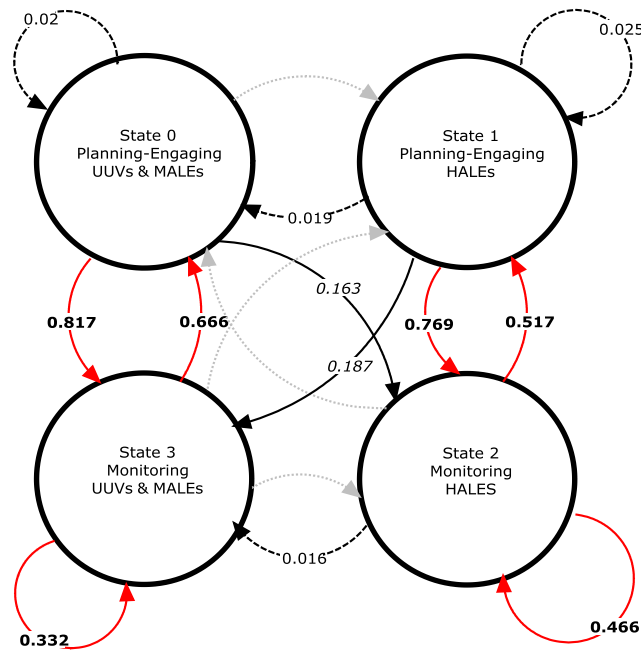 0.02
0.025
State 0
Planning-Engaging
UUVs & MALEs
State 1
Planning-Engaging
HALEs
0.019
0.163
0.817
0.666
0.769
0.517
0.187
State 3
Monitoring
UUVs & MALEs
State 2
Monitoring
HALES
0.016
0.332
0.466